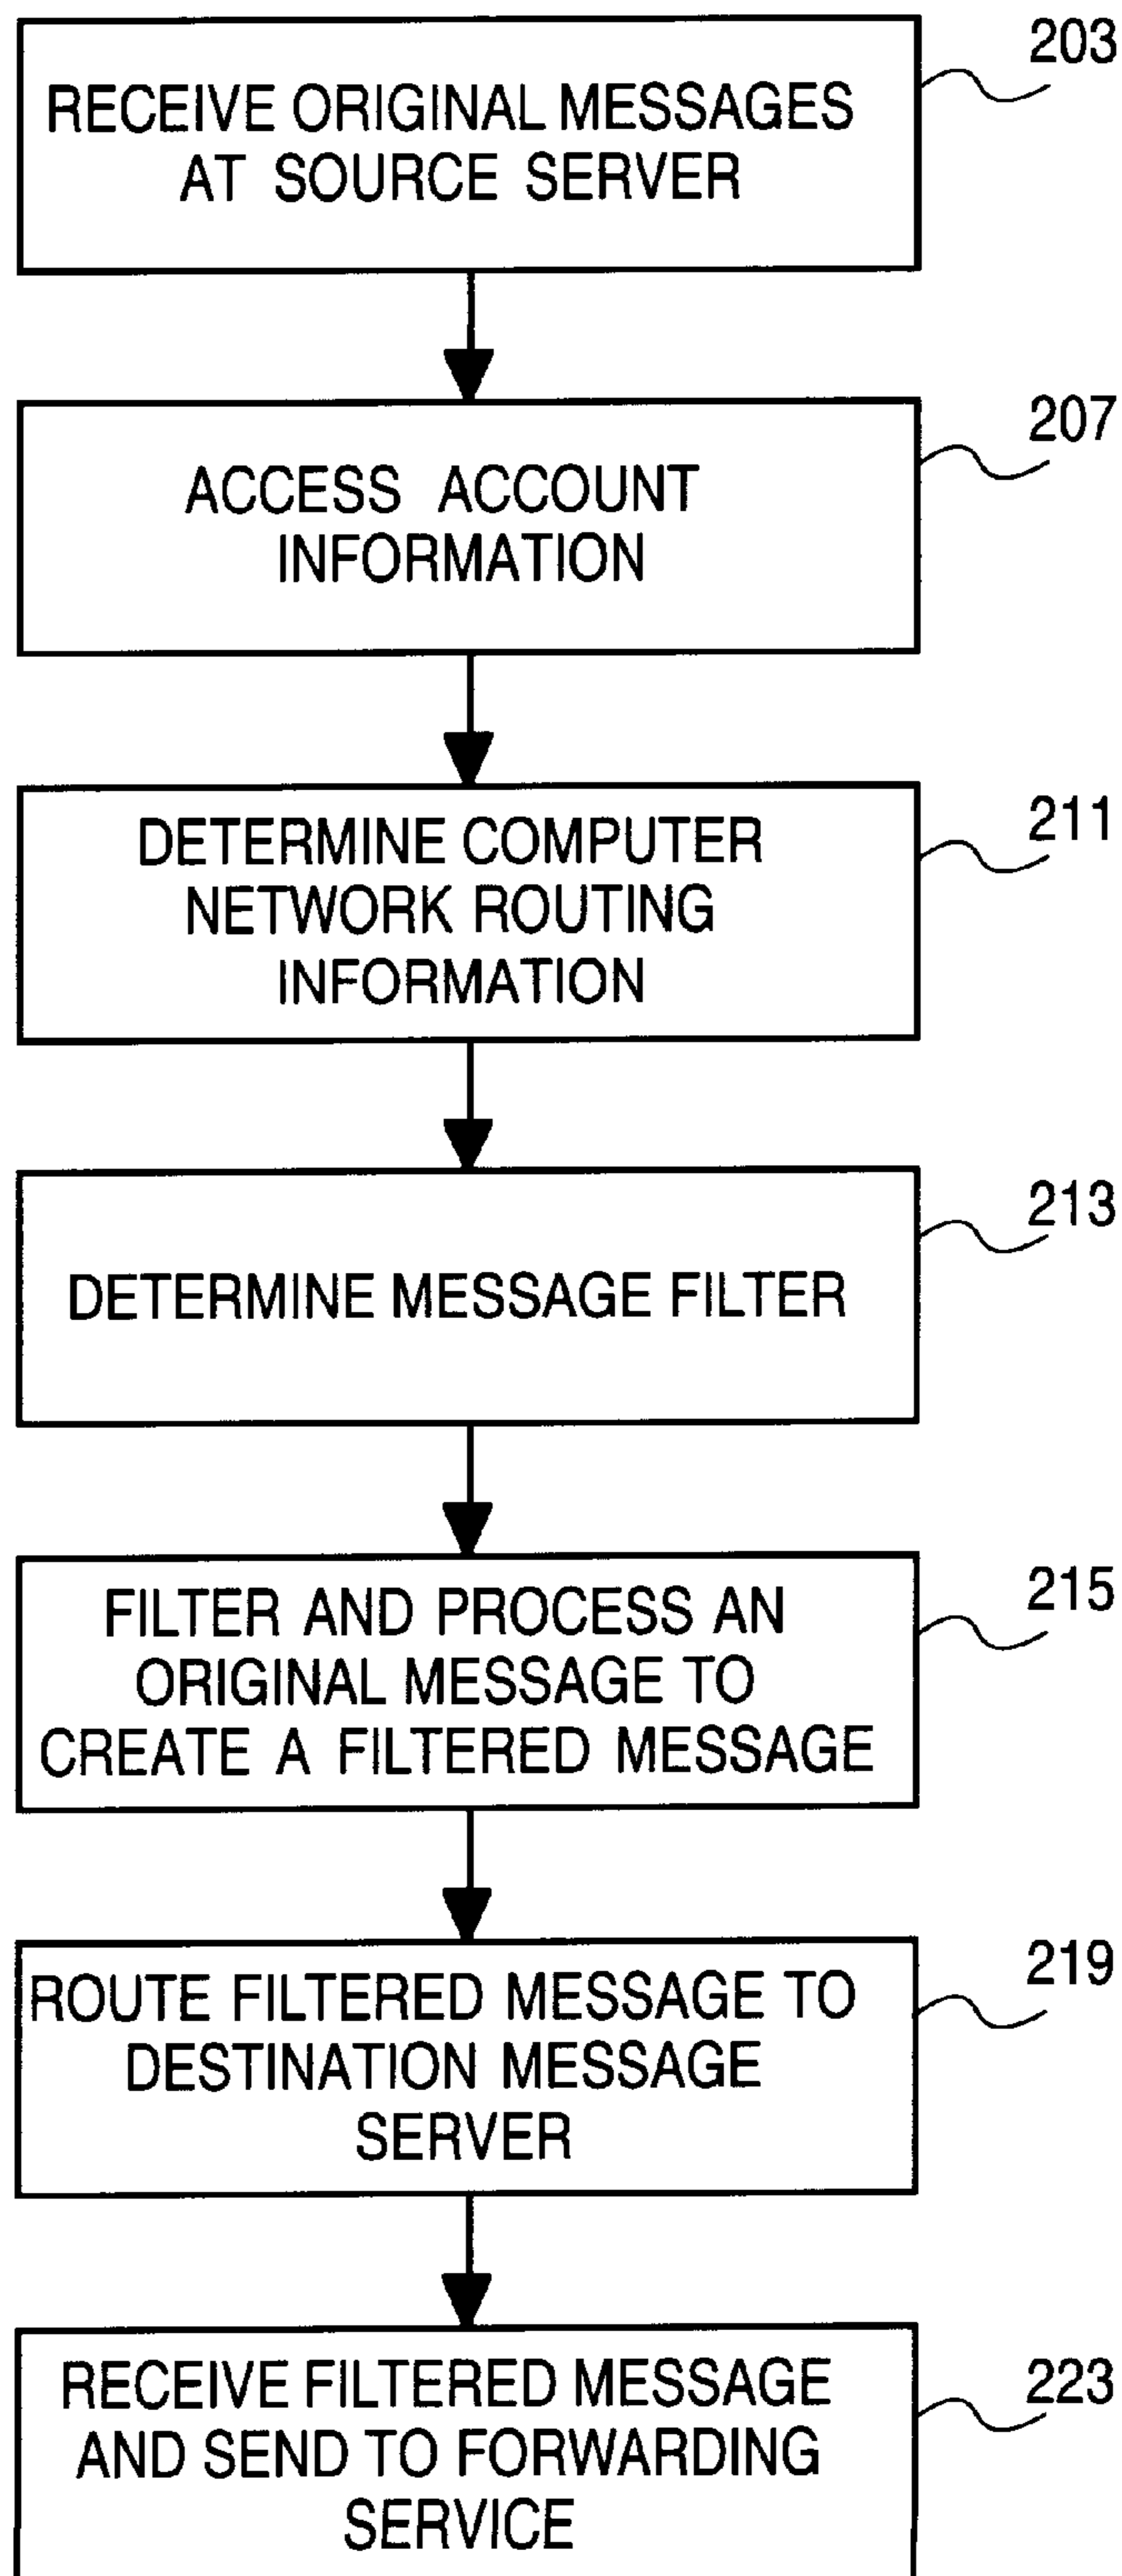 203
RECEIVE ORIGINAL MESSAGES
AT SOURCE SERVER
207
ACCESS ACCOUNT
INFORMATION
211
DETERMINE COMPUTER
NETWORK ROUTING
INFORMATION
213
DETERMINE MESSAGE FILTER
215
FILTER AND PROCESS AN
ORIGINAL MESSAGE TO
CREATE A FILTERED MESSAGE
219
ROUTE FILTERED MESSAGE TO
DESTINATION MESSAGE
SERVER
223
RECEIVE FILTERED MESSAGE
AND SEND TO FORWARDING
SERVICE